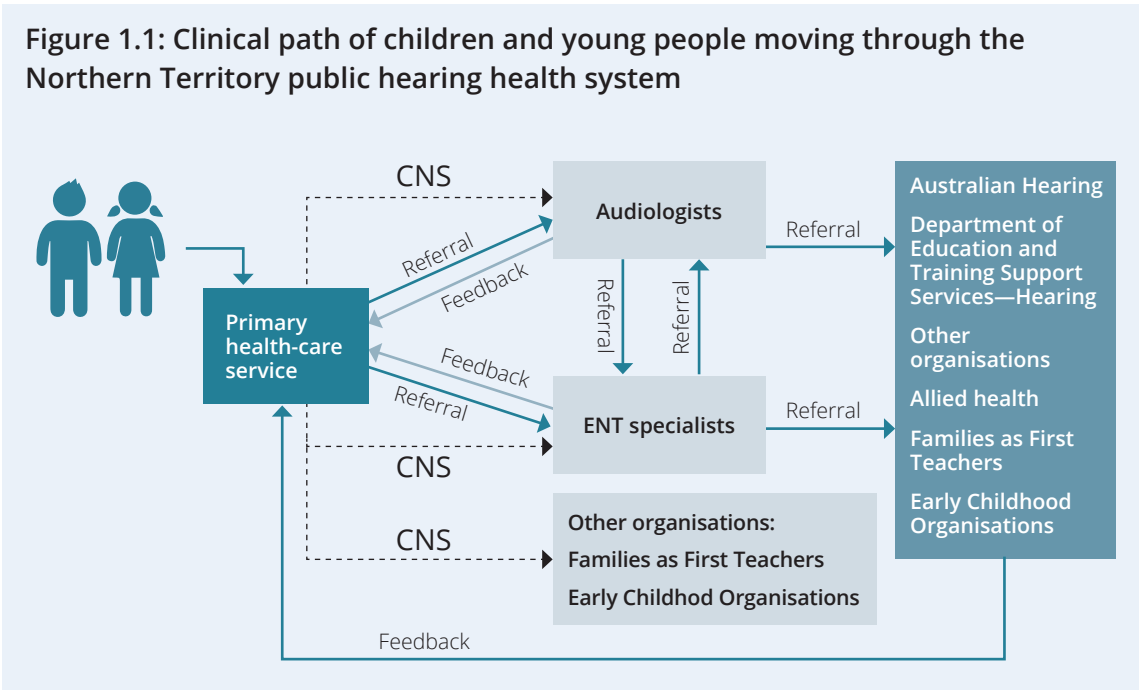 Figure 1.1: Clinical path of children and young people moving through the
Northern Territory public hearing health system
CNS
Audiologists
Referral
Feedback
Referral
Primary
health-care
service
Referral
Referral
Feedback
Referral
ENT specialists
Referral
CNS
CNS
Other organisations:
Families as First Teachers
Early Childhod Organisations
Australian Hearing
Department of
Education and
Training Support
Services—Hearing
Other
organisations
Allied health
Families as First
Teachers
Early Childhood
Organisations
Feedback